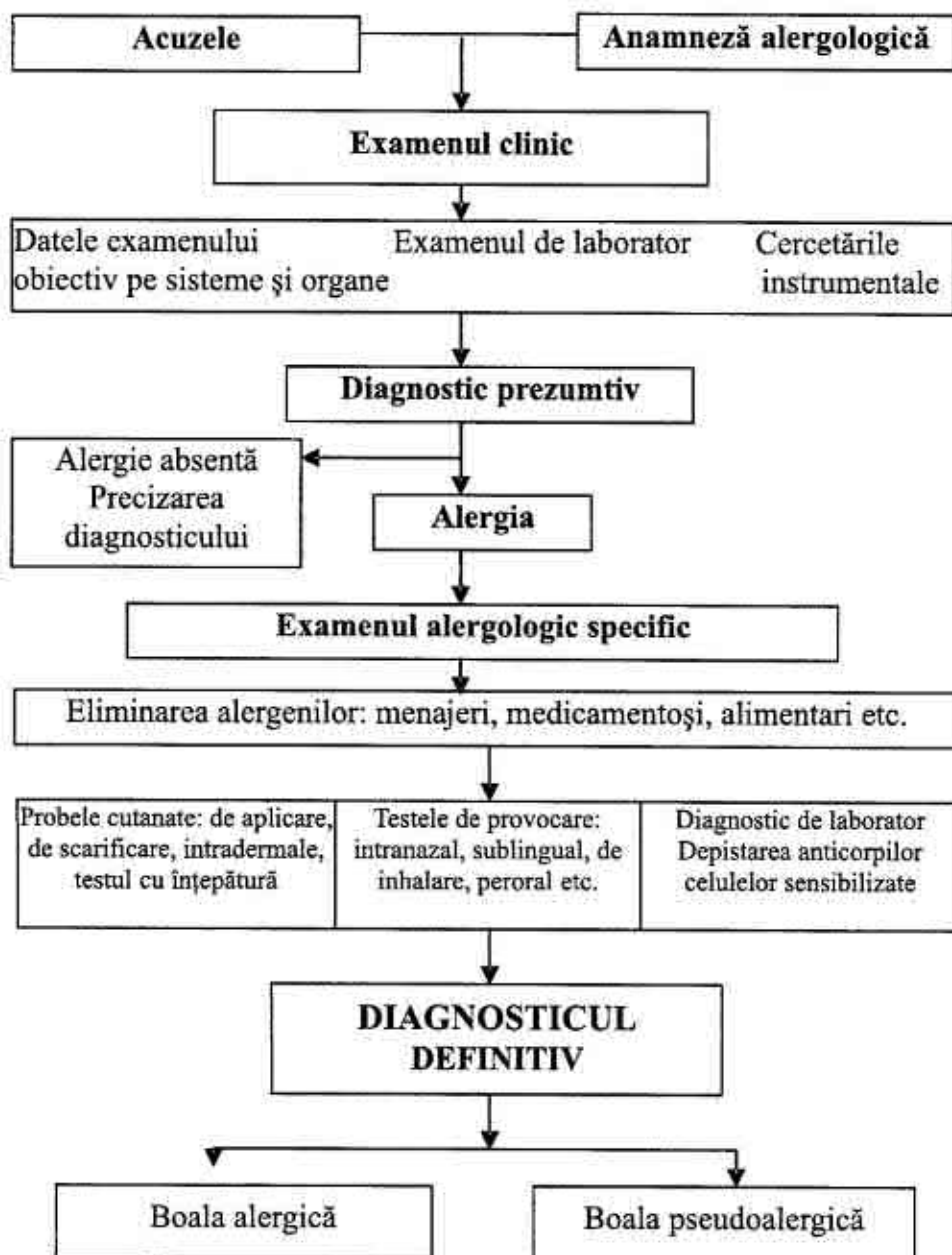 Acuzele
Anamneză alergologică
Examenul clinic
Datele examenului
obiectiv pe sisteme și organe
Examenul de laborator
Cercetările
instrumentale
Diagnostic prezumtiv
Alergie absentă
Precizarea
diagnosticului
Alergia
Examenul alergologic specific
Eliminarea alergenilor: menajeri, medicamentoşi, alimentari etc.
Probele cutanate: de aplicare,
de scarificare, intradermale,
testul cu înțepătură
Testele de provocare:
intranazal, sublingual, de
inhalare, peroral etc.
Diagnostic de laborator
Depistarea anticorpilor
celulelor sensibilizate
DIAGNOSTICUL
DEFINITIV
Boala alergică
Boala pseudoalergică